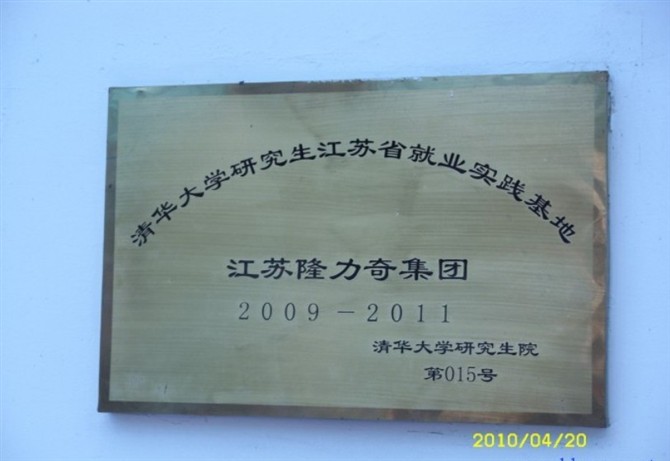 清华大学研究生江苏省就业实践基地
江苏隆力奇集团
2009－2011
清华大学研究生院
第015号
2010/04/20